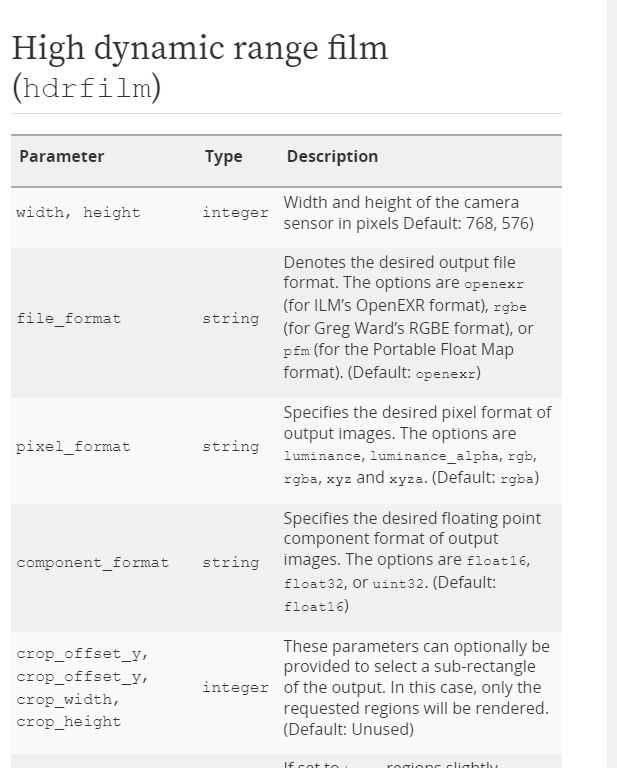 High dynamic range film
(hdrfilm)
Parameter Type Description
width, height integer Width and height of the camera
sensor in pixels Default: 768, 576)
file_format string Denotes the desired output file
format. The options are openexr
(for ILM's OpenEXR format), rgbe
(for Greg Ward's RGBE format), or
pfm (for the Portable Float Map
format). (Default: openexr)
pixel_format string Specifies the desired pixel format of
output images. The options are
luminance, luminance_alpha, rgb,
rgba, xyz and xyza. (Default: rgba)
component_format string Specifies the desired floating point
component format of output
images. The options are float16,
float32, or uint32. (Default:
float16)
crop_offset_y,
crop_offset_y,
crop_width,
crop_height
integer
These parameters can optionally be
provided to select a sub-rectangle
of the output. In this case, only the
requested regions will be rendered.
(Default: Unused)
If set to regions slightly